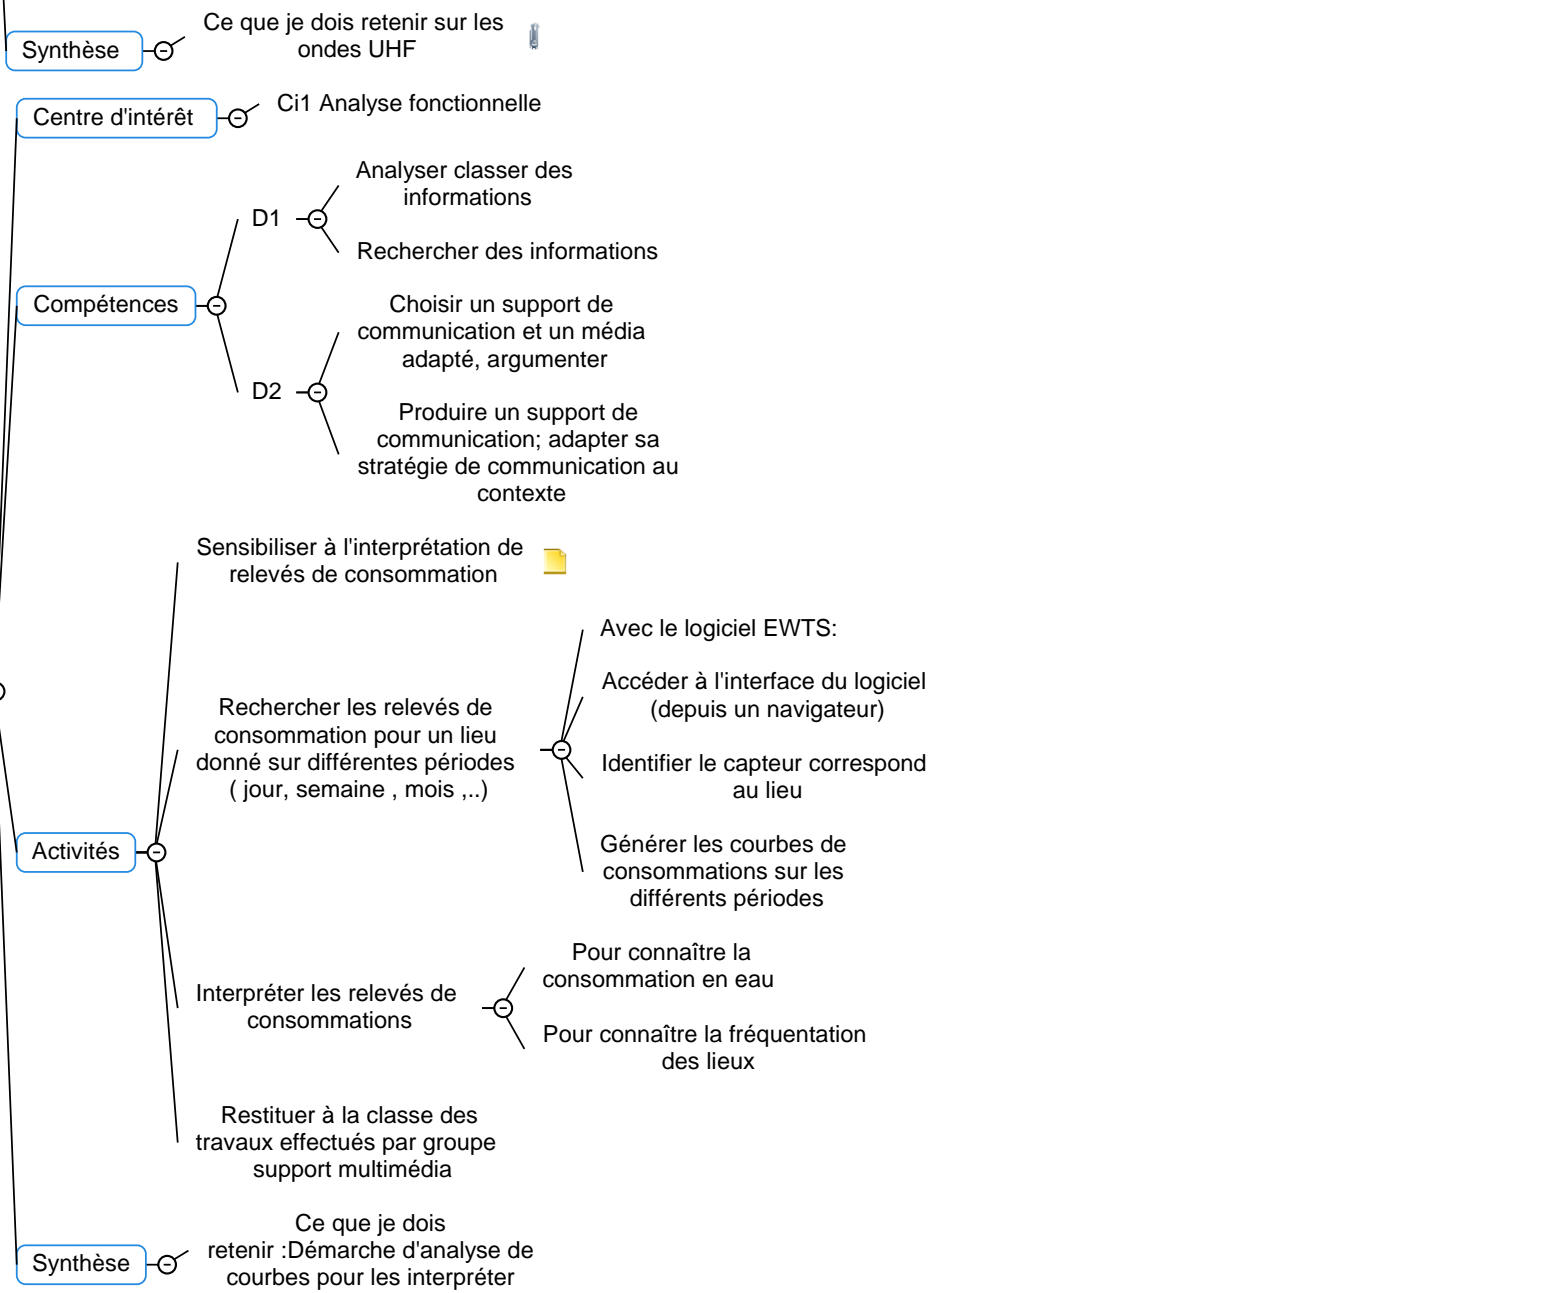 Synthèse
Ce que je dois retenir sur les
ondes UHF
Centre d'intérêt
Ci1 Analyse fonctionnelle
Compétences
D1
Analyser classer des
informations
Rechercher des informations
D2
Choisir un support de
communication et un média
adapté, argumenter
Produire un support de
communication; adapter sa
stratégie de communication au
contexte
Activités
Sensibiliser à l'interprétation de
relevés de consommation
Rechercher les relevés de
consommation pour un lieu
donné sur différentes périodes
( jour, semaine , mois ,..)
Avec le logiciel EWTS:
Accéder à l'interface du logiciel
(depuis un navigateur)
Identifier le capteur correspond
au lieu
Générer les courbes de
consommations sur les
différents périodes
Interpréter les relevés de
consommations
Pour connaître la
consommation en eau
Pour connaître la fréquentation
des lieux
Restituer à la classe des
travaux effectués par groupe
support multimédia
Synthèse
Ce que je dois
retenir :Démarche d'analyse de
courbes pour les interpréter